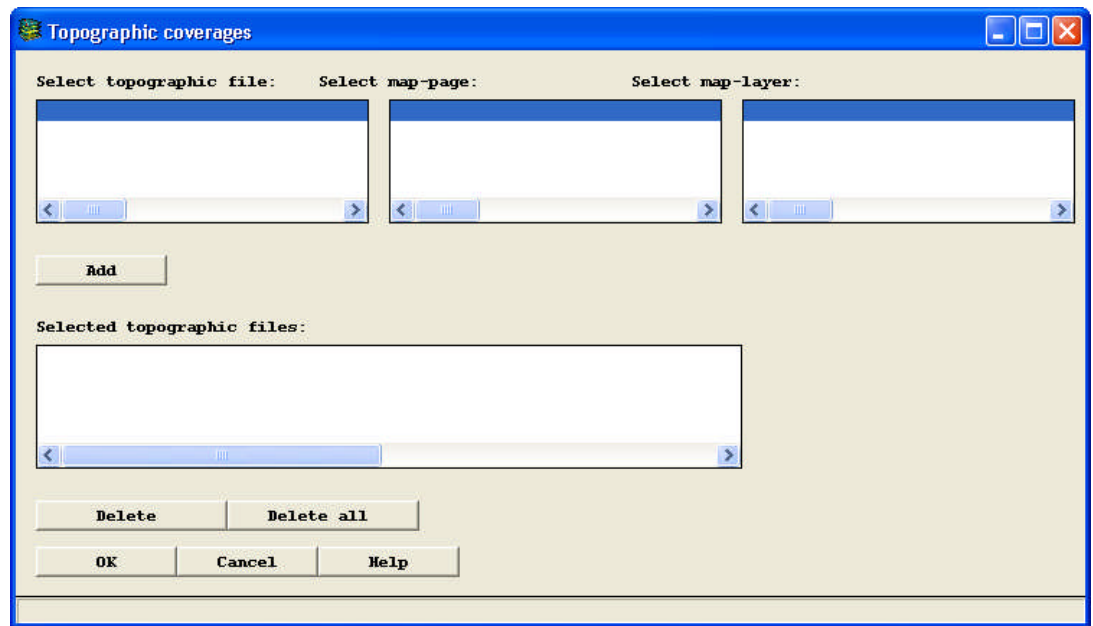 Topographic coverages
Select topographic file: Select map-page: Select map-layer:
Add
Selected topographic files:
Delete Delete all
OK Cancel Help